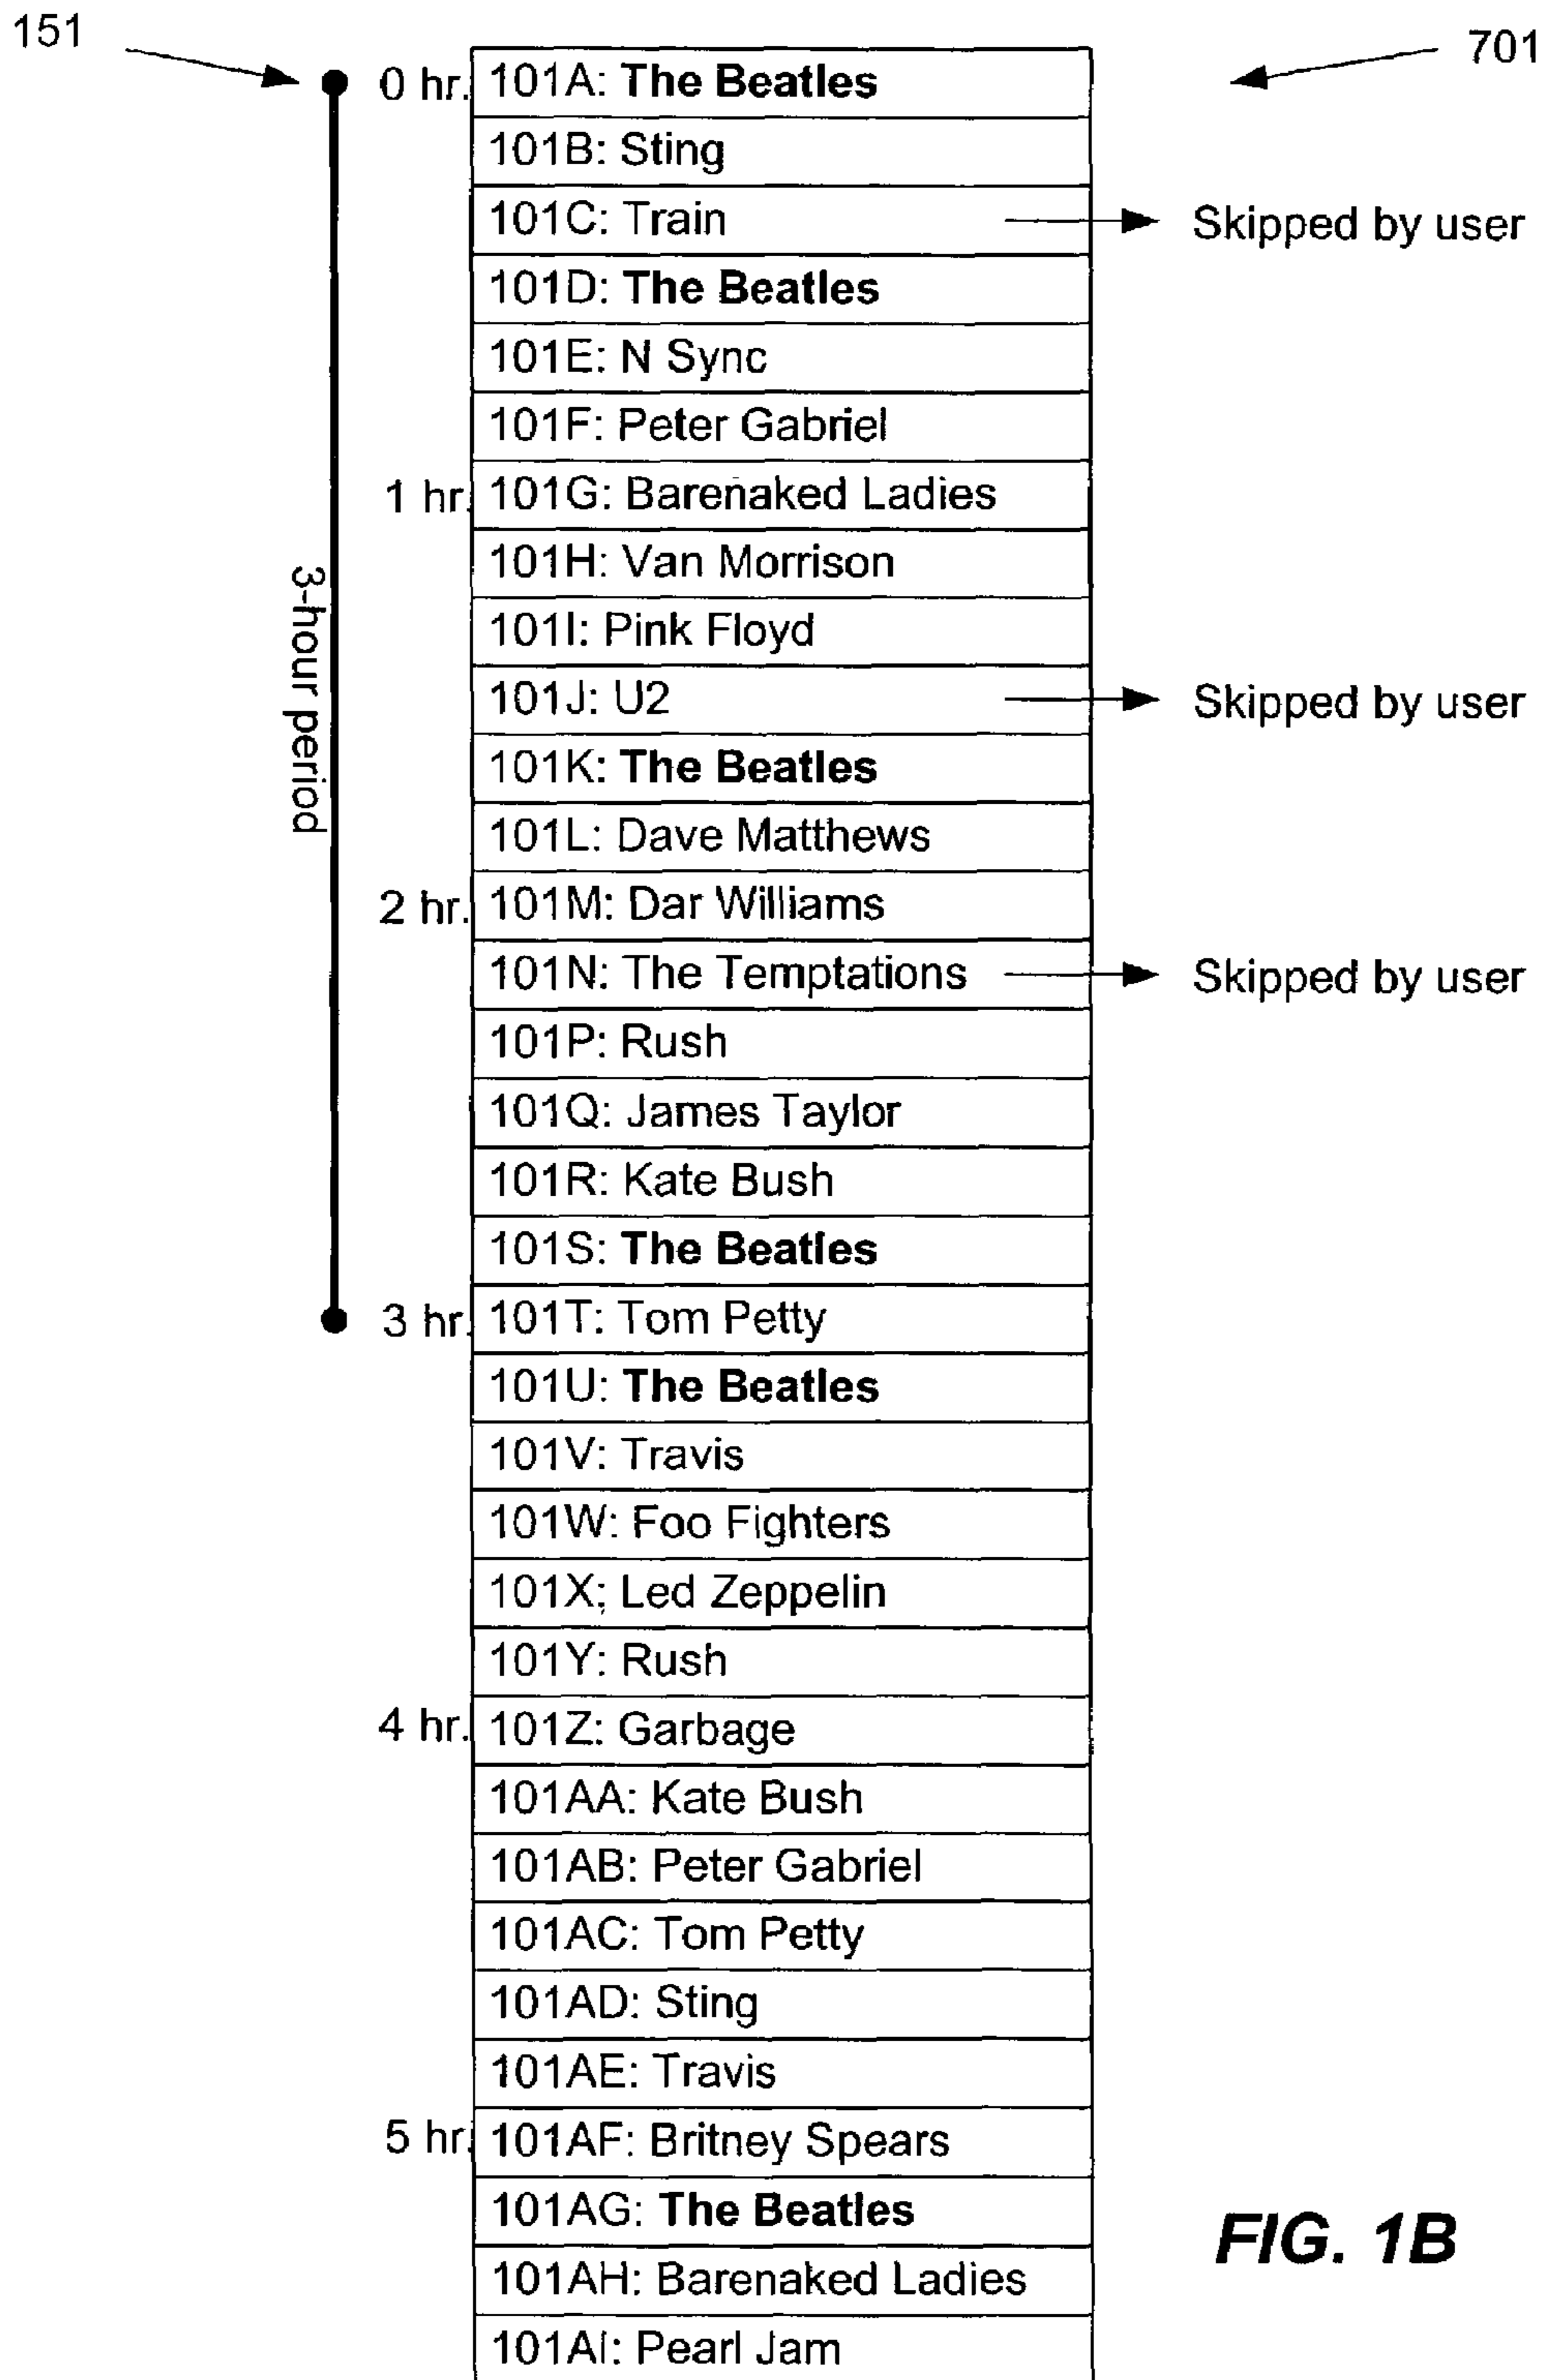 151
701
0 hr. 101A: The Beatles
101B: Sting
101C: Train Skipped by user
101D: The Beatles
101E: N Sync
101F: Peter Gabriel
1 hr. 101G: Barenaked Ladies
101H: Van Morrison
101I: Pink Floyd
3-hour period
101J: U2 Skipped by user
101K: The Beatles
101L: Dave Matthews
2 hr. 101M: Dar Williams
101N: The Temptations Skipped by user
101P: Rush
101Q: James Taylor
101R: Kate Bush
101S: The Beatles
3 hr. 101T: Tom Petty
101U: The Beatles
101V: Travis
101W: Foo Fighters
101X: Led Zeppelin
101Y: Rush
4 hr. 101Z: Garbage
101AA: Kate Bush
101AB: Peter Gabriel
101AC: Tom Petty
101AD: Sting
101AE: Travis
5 hr. 101AF: Britney Spears
101AG: The Beatles
101AH: Barenaked Ladies
101AI: Pearl Jam
FIG. 1B